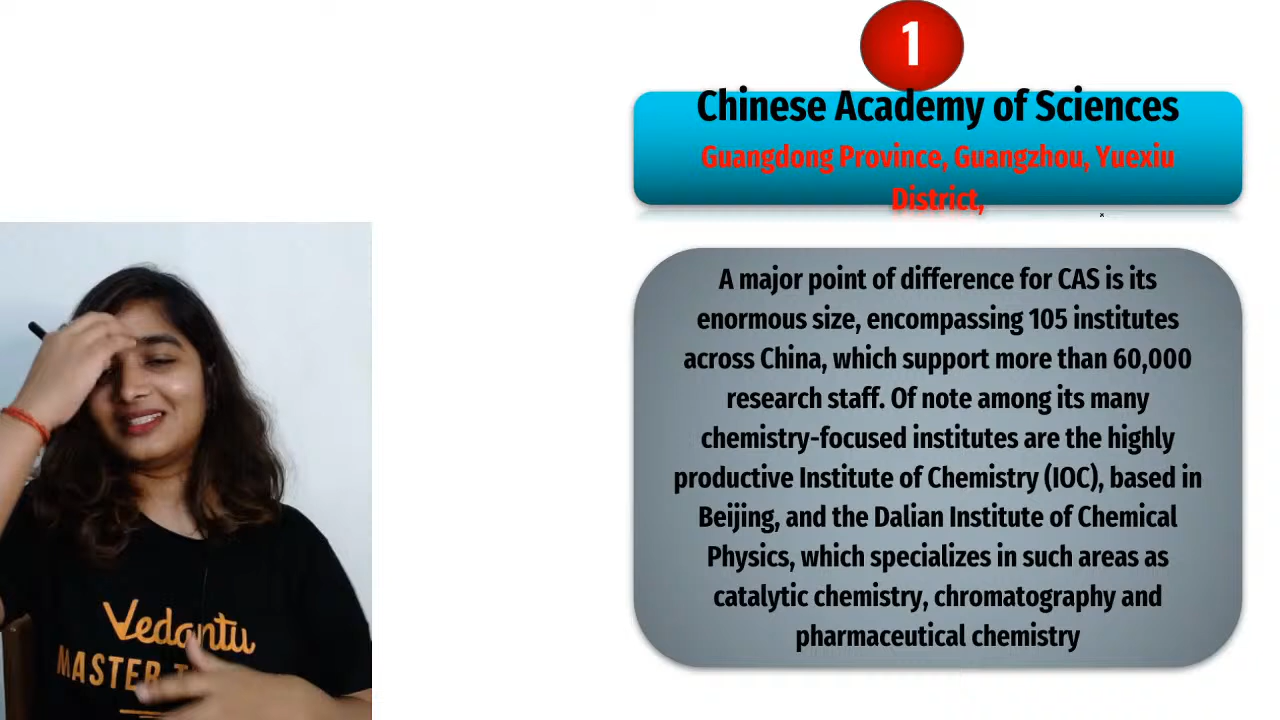 1
Chinese Academy of Sciences
Guangdong Province, Guangzhou, Yuexiu
District,
A major point of difference for CAS is its
enormous size, encompassing 105 institutes
across China, which support more than 60,000
research staff. Of note among its many
chemistry-focused institutes are the highly
productive Institute of Chemistry (IOC), based in
Beijing, and the Dalian Institute of Chemical
Physics, which specializes in such areas as
catalytic chemistry, chromatography and
pharmaceutical chemistry
Vedantu
MASTER